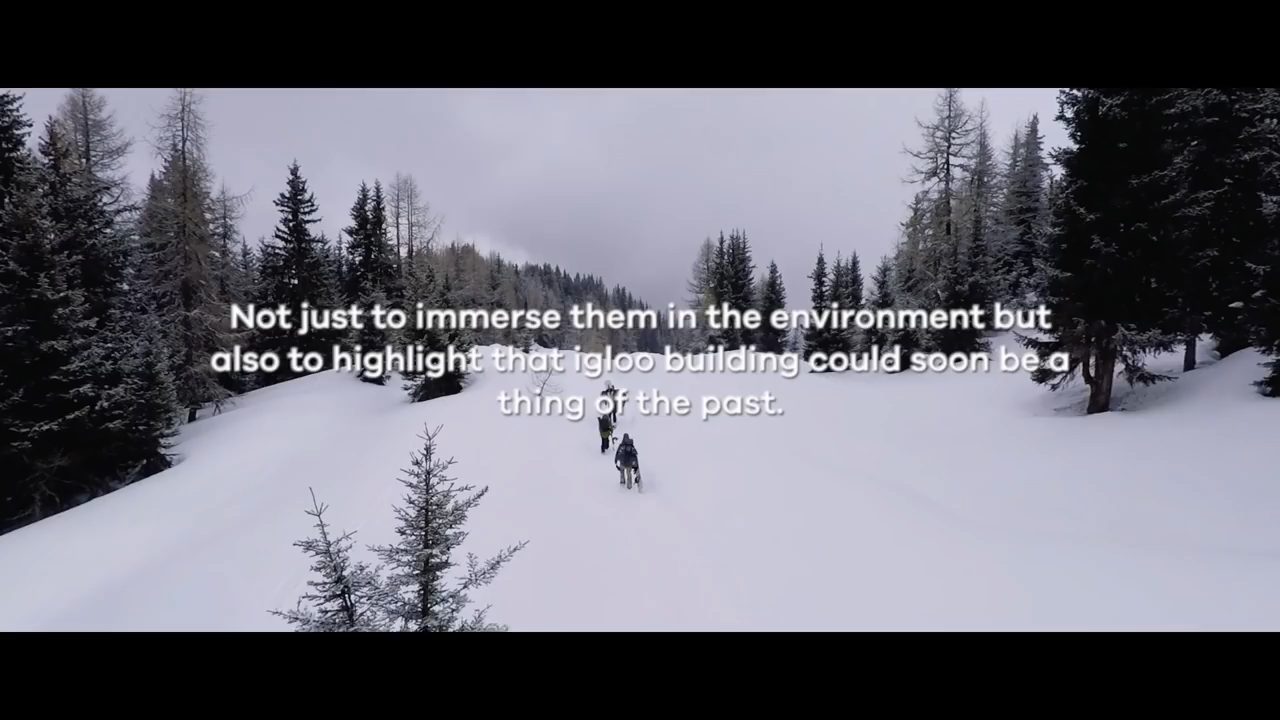 Not just to immerse them in the environment but
also to highlight that igloo building could soon be a
thing of the past.